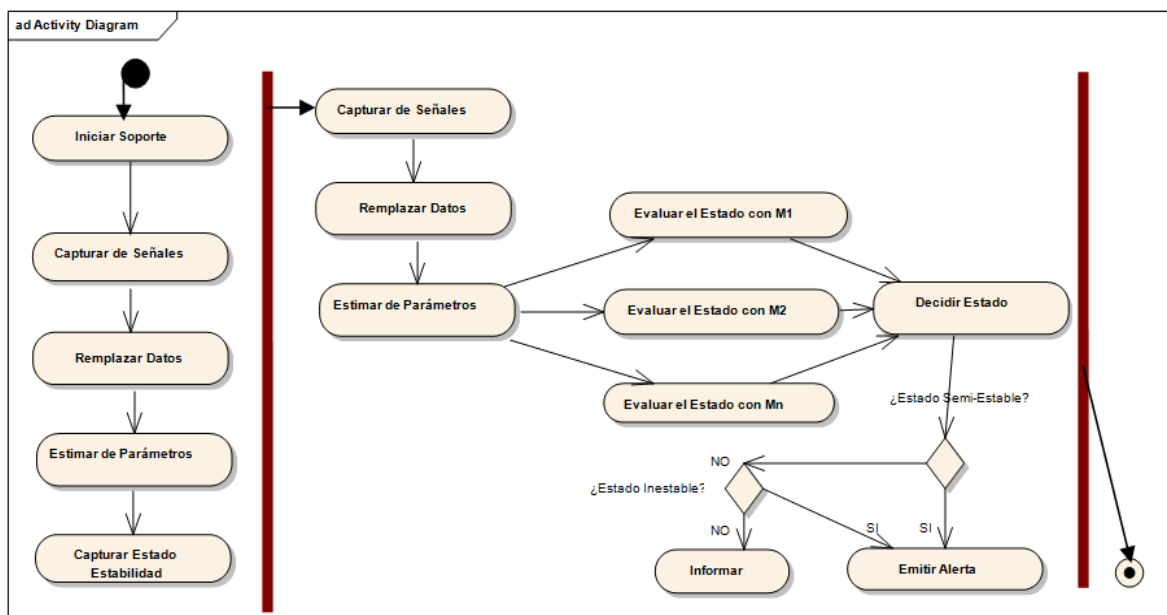 ad Activity Diagram
Iniciar Soporte
Capturar de Señales
Remplazar Datos
Estimar de Parámetros
Capturar Estado
Estabilidad
Capturar de Señales
Remplazar Datos
Estimar de Parámetros
Evaluar el Estado con M1
Evaluar el Estado con M2
Evaluar el Estado con Mn
Decidir Estado
¿Estado Semi-Estable?
NO
¿Estado Inestable?
NO
SI
SI
Informar
Emitir Alerta